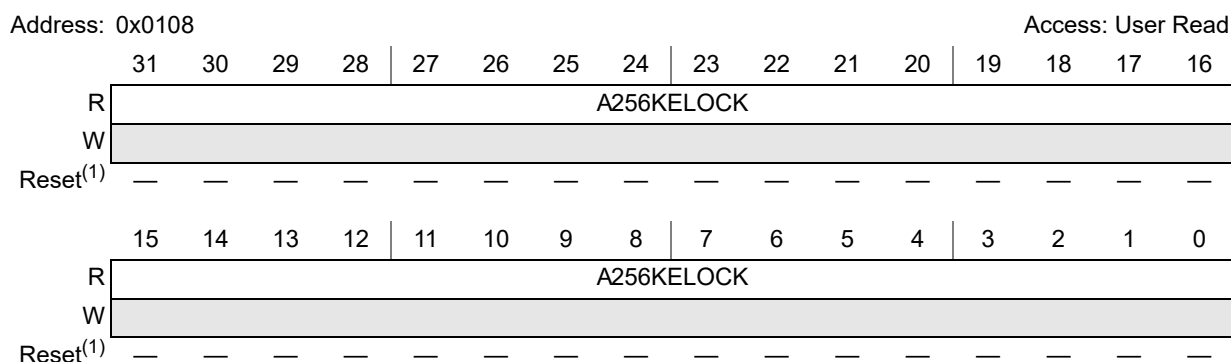 Address: 0x0108 Access: User Read
31 30 29 28 27 26 25 24 23 22 21 20 19 18 17 16
R A256KELOCK
W
Reset(1) — — — — — — — — — — — — — — — —
15 14 13 12 11 10 9 8 7 6 5 4 3 2 1 0
R A256KELOCK
W
Reset(1) — — — — — — — — — — — — — — — —